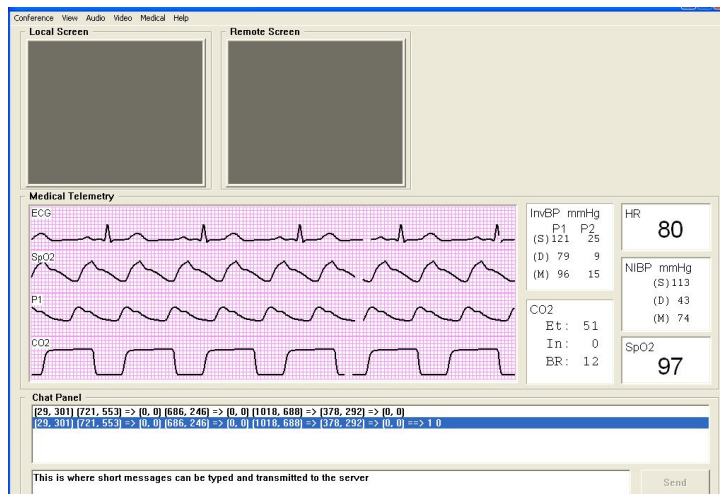 Conference View Audio Video Medical Help
Local Screen
Remote Screen
Medical Telemetry
ECG
SpO2
P1
CO2
InvBP mmHg
P1 P2
(S)121 25
(D) 79 9
(M) 96 15
CO2
Et: 51
In: 0
BR: 12
HR
80
NIBP mmHg
(S)113
(D) 43
(M) 74
SpO2
97
Chat Panel
(29, 301) (721, 553) => (0, 0) (686, 246) => (0, 0) (1018, 688) => (378, 292) => (0, 0)
(29, 301) (721, 553) => (0, 0) (686, 246) => (0, 0) (1018, 688) => (378, 292) => (0, 0) ==> 1 0
This is where short messages can be typed and transmitted to the server
Send